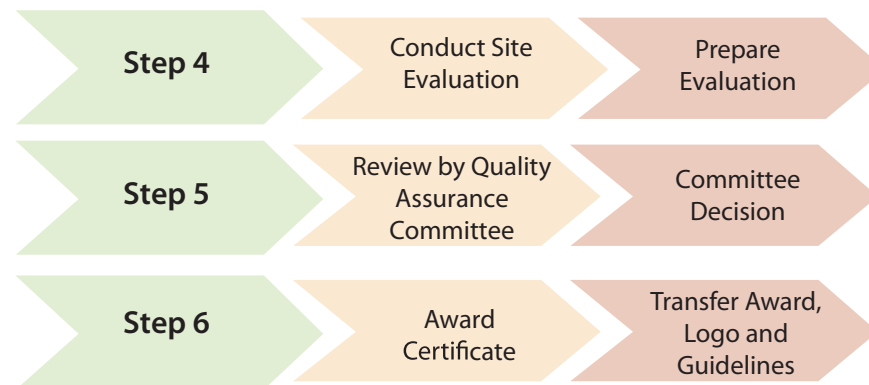 Step 4
Conduct Site
Evaluation
Prepare
Evaluation
Step 5
Review by Quality
Assurance
Committee
Committee
Decision
Step 6
Award
Certificate
Transfer Award,
Logo and
Guidelines